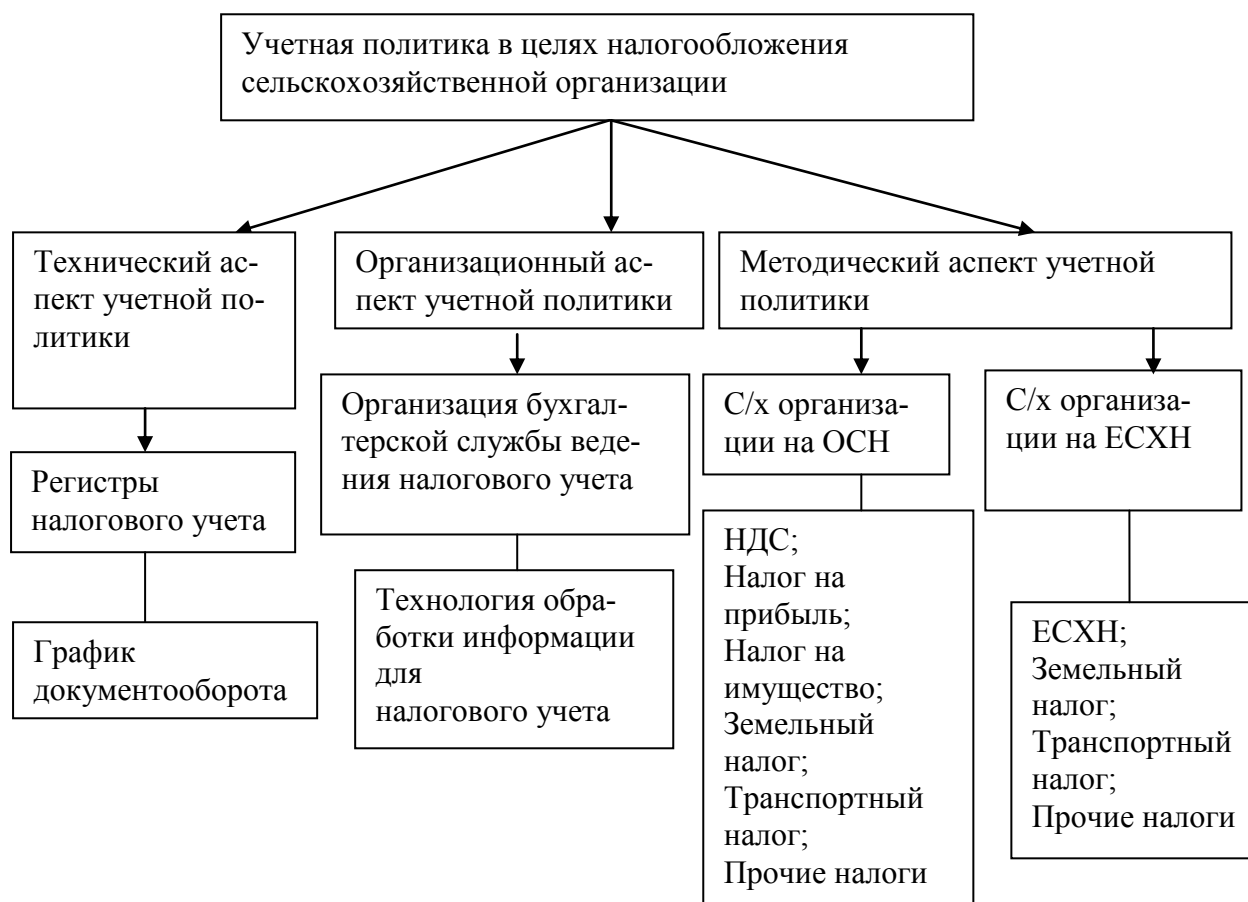 Учетная политика в целях налогообложения
сельскохозяйственной организации
Технический ас-
пект учетной по-
литики
Организационный ас-
пект учетной политики
Методический аспект учетной
политики
Регистры
налогового учета
Организация бухгал-
терской службы веде-
ния налогового учета
С/х организа-
ции на ОСН
С/х организа-
ции на ЕСХН
График
документооборота
Технология обра-
ботки информации
для
налогового учета
НДС;
Налог на
прибыль;
Налог на
имущество;
Земельный
налог;
Транспортный
налог;
Прочие налоги
ЕСХН;
Земельный
налог;
Транспортный
налог;
Прочие налоги